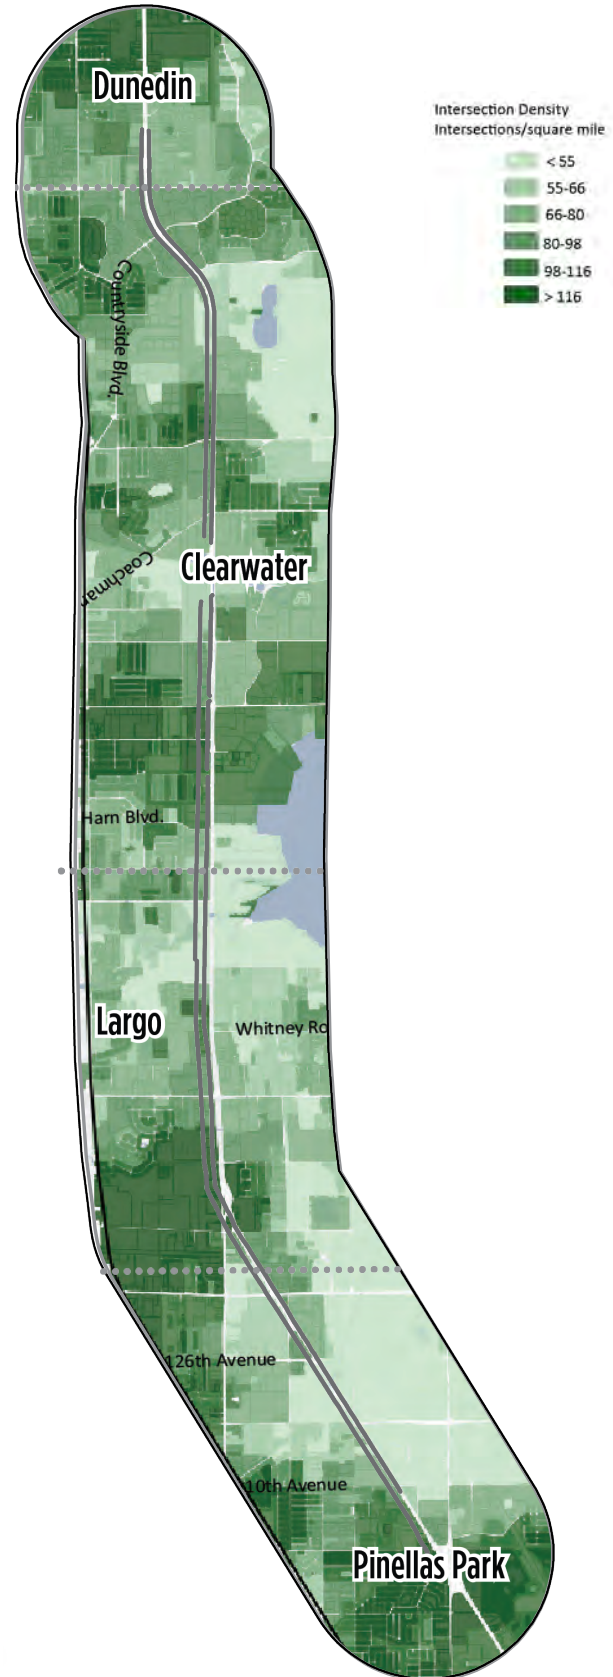 Dunedin
Intersection Density
Intersections/square mile
< 55
55-66
66-80
80-98
98-116
> 116
Countryside Blvd.
Clearwater
Coachman
Harn Blvd.
Largo
Whitney Ro
126th Avenue
10th Avenue
Pinellas Park